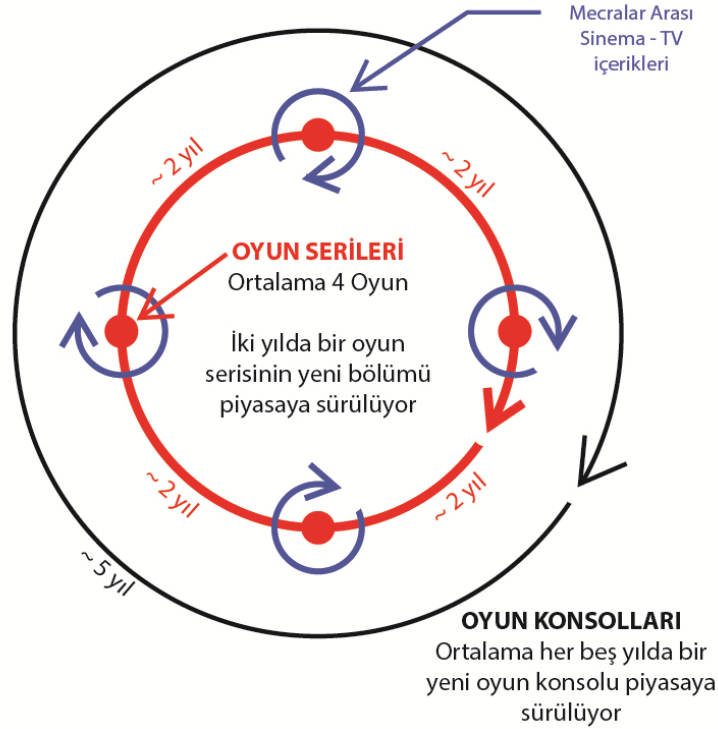 Mecralar Arası
Sinema - TV
içerikleri
~ 2 yıl
~ 2 yıl
OYUN SERİLERİ
Ortalama 4 Oyun
İki yılda bir oyun
serisinin yeni bölümü
piyasaya sürülüyor
~ 2 yıl
~ 2 yıl
~ 5 yıl
OYUN KONSOLLARI
Ortalama her beş yılda bir
yeni oyun konsolu piyasaya
sürülüyor